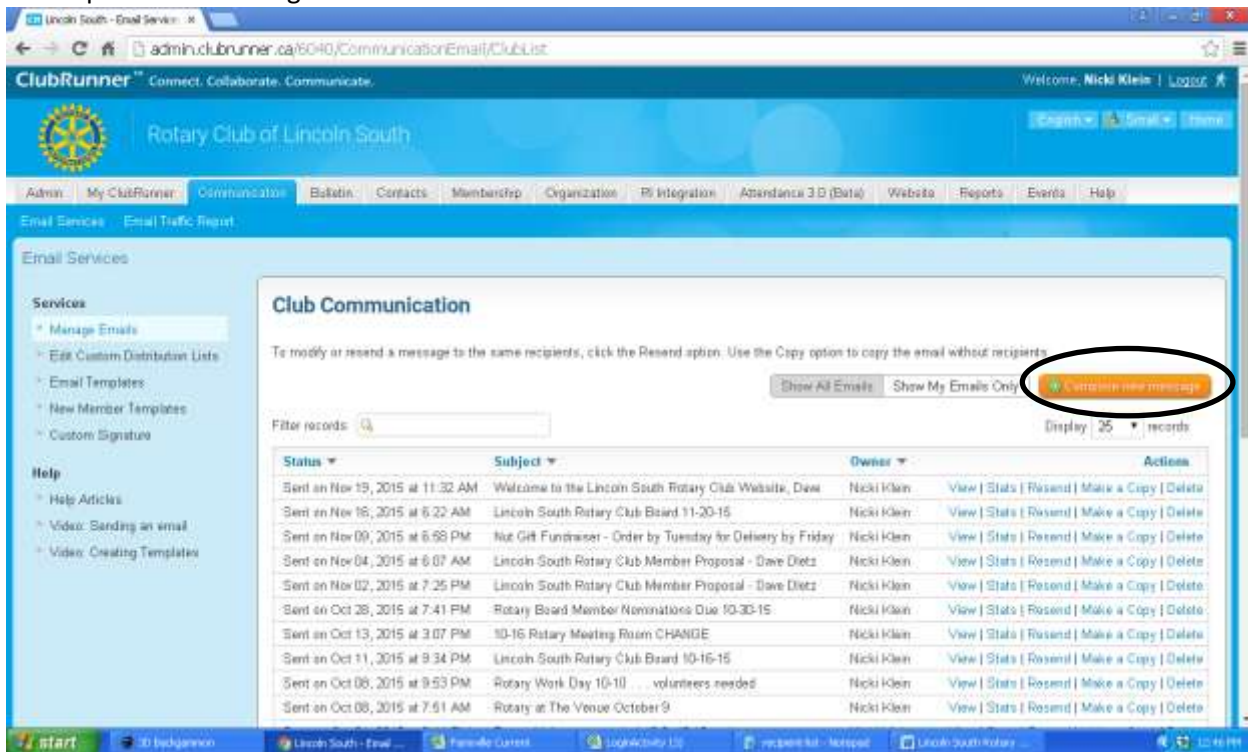 Lincoln South - Email Service
admin.clubrunner.ca/6040/CommunicationEmail/ClubList
ClubRunner™ Connect. Collaborate. Communicate.
Welcome, Nicki Klein | Logout
Rotary Club of Lincoln South
English Small Home
Admin My ClubRunner Communication Bulletin Contacts Membership Organization RI Integration Attendance 3.0 (Beta) Website Reports Events Help
Email Services Email Traffic Report
Email Services
Services
Manage Emails
Edit Custom Distribution Lists
Email Templates
New Member Templates
Custom Signature
Help
Help Articles
Video: Sending an email
Video: Creating Templates
Club Communication
To modify or resend a message to the same recipients, click the Resend option. Use the Copy option to copy the email without recipients.
Show All Emails Show My Emails Only Compose new message
Filter records Display 25 records
Status Subject Owner Actions
Sent on Nov 19, 2015 at 11:32 AM Welcome to the Lincoln South Rotary Club Website, Dave Nicki Klein View | Stats | Resend | Make a Copy | Delete
Sent on Nov 16, 2015 at 6:22 AM Lincoln South Rotary Club Board 11-20-15 Nicki Klein View | Stats | Resend | Make a Copy | Delete
Sent on Nov 09, 2015 at 6:58 PM Nut Gift Fundraiser - Order by Tuesday for Delivery by Friday Nicki Klein View | Stats | Resend | Make a Copy | Delete
Sent on Nov 04, 2015 at 6:07 AM Lincoln South Rotary Club Member Proposal - Dave Dietz Nicki Klein View | Stats | Resend | Make a Copy | Delete
Sent on Nov 02, 2015 at 7:25 PM Lincoln South Rotary Club Member Proposal - Dave Dietz Nicki Klein View | Stats | Resend | Make a Copy | Delete
Sent on Oct 28, 2015 at 7:41 PM Rotary Board Member Nominations Due 10-30-15 Nicki Klein View | Stats | Resend | Make a Copy | Delete
Sent on Oct 13, 2015 at 3:07 PM 10-16 Rotary Meeting Room CHANGE Nicki Klein View | Stats | Resend | Make a Copy | Delete
Sent on Oct 11, 2015 at 9:34 PM Lincoln South Rotary Club Board 10-16-15 Nicki Klein View | Stats | Resend | Make a Copy | Delete
Sent on Oct 08, 2015 at 9:53 PM Rotary Work Day 10-10 . . . volunteers needed Nicki Klein View | Stats | Resend | Make a Copy | Delete
Sent on Oct 08, 2015 at 7:51 AM Rotary at The Venue October 9 Nicki Klein View | Stats | Resend | Make a Copy | Delete
start 3D backgammon Lincoln South - Email ... Current recipient list - Notepad Lincoln South Rotary ...